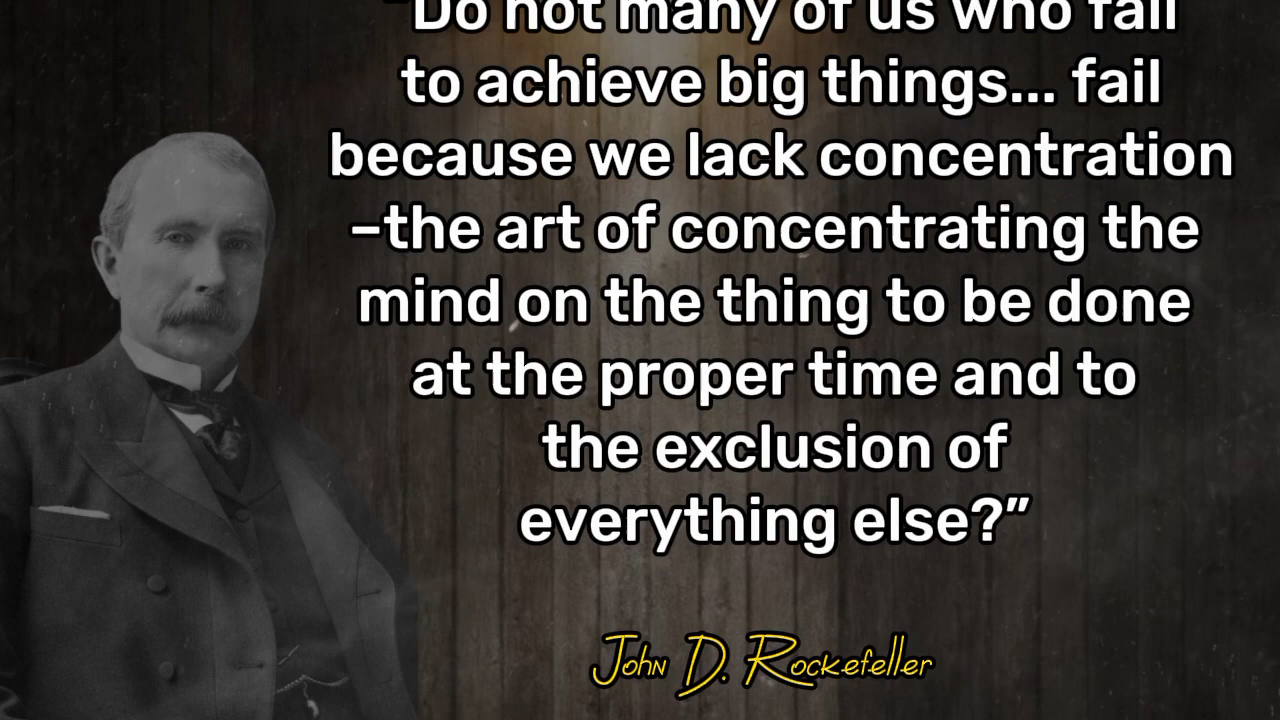 “Do not many of us who fail
to achieve big things... fail
because we lack concentration
–the art of concentrating the
mind on the thing to be done
at the proper time and to
the exclusion of
everything else?”
John D. Rockefeller